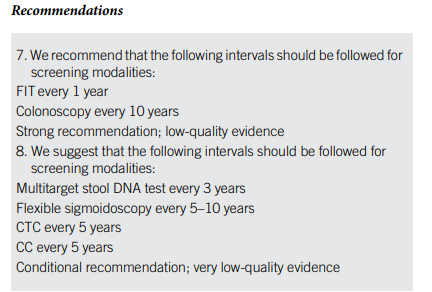 Recommendations
7. We recommend that the following intervals should be followed for
screening modalities:
FIT every 1 year
Colonoscopy every 10 years
Strong recommendation; low-quality evidence
8. We suggest that the following intervals should be followed for
screening modalities:
Multitarget stool DNA test every 3 years
Flexible sigmoidoscopy every 5–10 years
CTC every 5 years
CC every 5 years
Conditional recommendation; very low-quality evidence